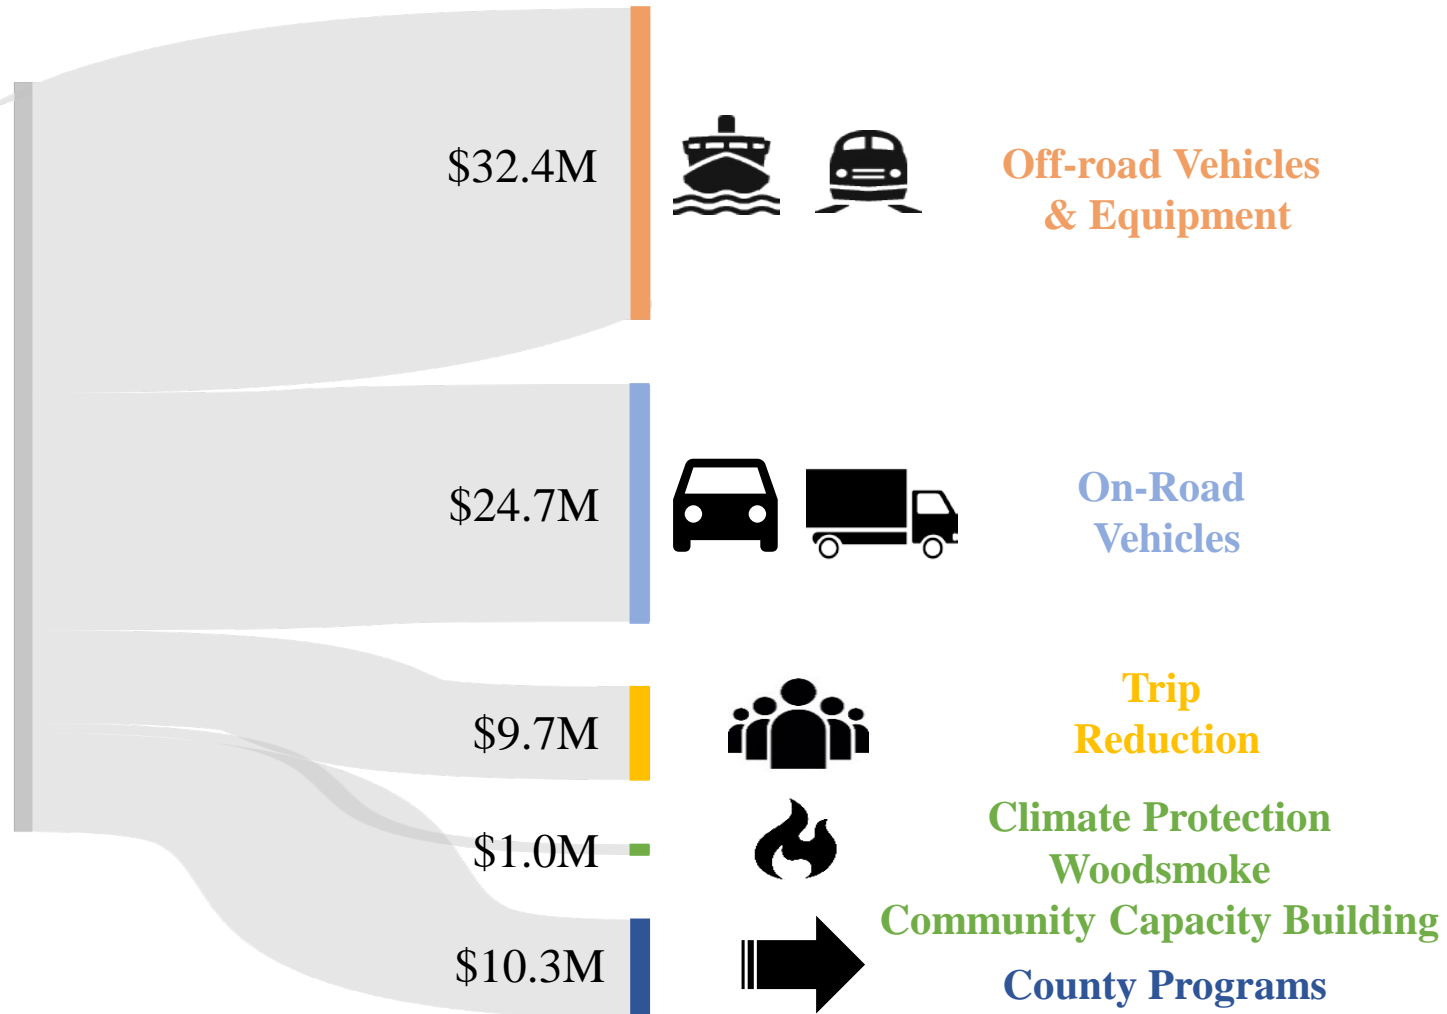 $32.4M
Off-road Vehicles
& Equipment
$24.7M
On-Road
Vehicles
$9.7M
Trip
Reduction
$1.0M
Climate Protection
Woodsmoke
Community Capacity Building
$10.3M
County Programs